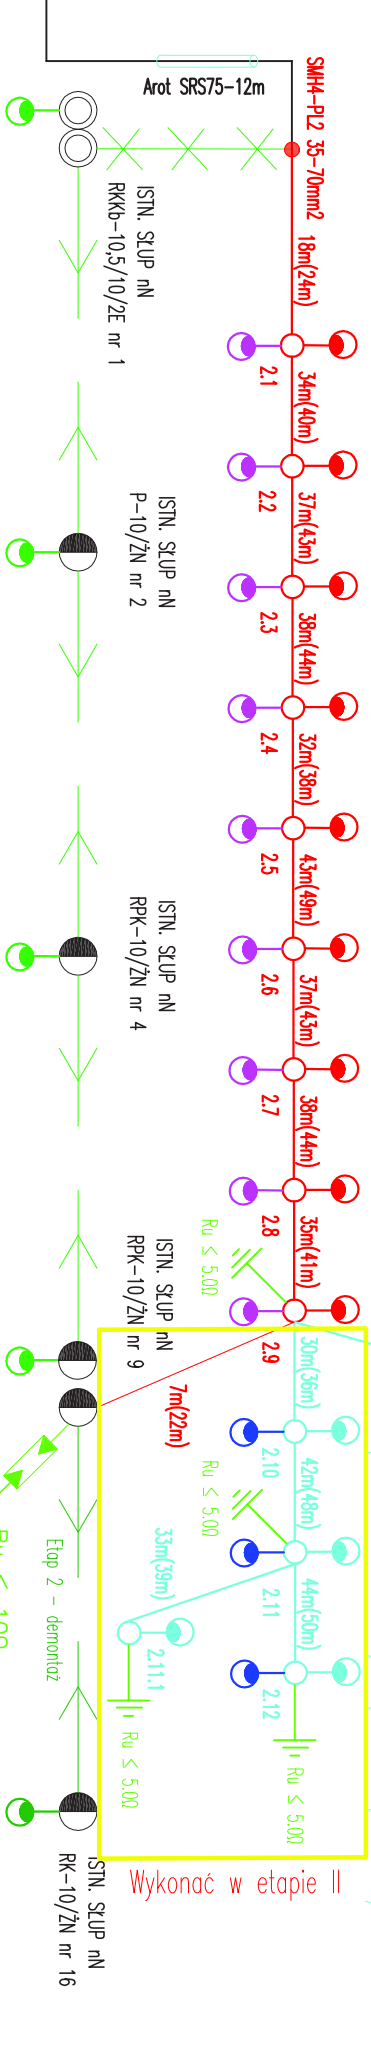 Arot SRS75-12m
SMH4-PL2 35-70mm2
18m(24m)
ISTN. SŁUP nN
RKKb-10,5/10/2E nr 1
2.1
34m(40m)
2.2
37m(43m)
ISTN. SŁUP nN
P-10/ŻN nr 2
2.3
38m(44m)
2.4
32m(38m)
2.5
43m(49m)
ISTN. SŁUP nN
RPK-10/ŻN nr 4
2.6
37m(43m)
2.7
38m(44m)
2.8
35m(41m)
Ru ≤ 5.0Ω
ISTN. SŁUP nN
RPK-10/ŻN nr 9
2.9
30m(36m)
7m(22m)
2.10
42m(48m)
Ru ≤ 5.0Ω
2.11
44m(50m)
33m(39m)
Etap 2 - demontaż
2.11.1
2.12
Ru ≤ 5.0Ω
Ru ≤ 5.0Ω
Wykonać w etapie II
ISTN. SŁUP nN
RK-10/ŻN nr 16